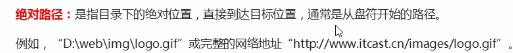 绝对路径:是指目录下的绝对位置,直接到达目标位置,通常是从盘符开始的路径。
例如,“D:\web\img\logo.gif”或完整的网络地址“http://www.itcast.cn/images/logo.gif”。